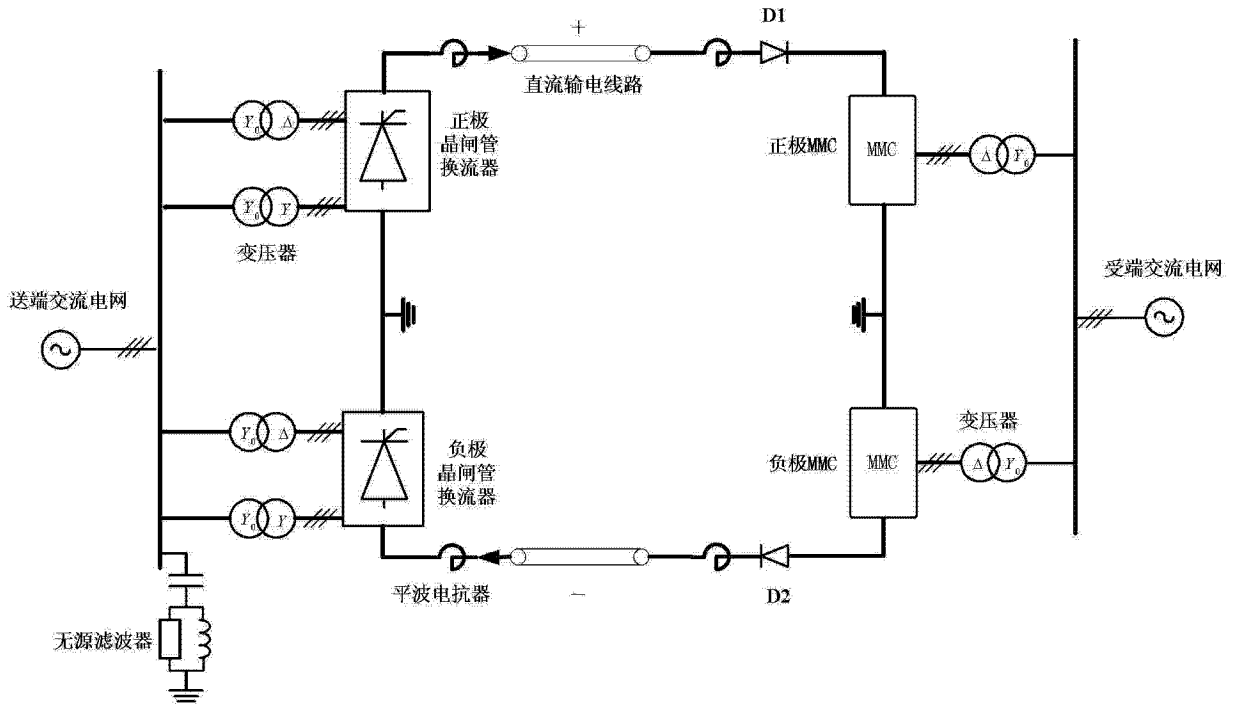 D1
+
直流输电线路
Y₀ Δ
正极
晶闸管
换流器
正极MMC
MMC
Δ Y₀
Y₀ Y
变压器
送端交流电网
受端交流电网
Y₀ Δ
负极
晶闸管
换流器
变压器
负极MMC
MMC
Δ Y₀
Y₀ Y
平波电抗器
−
D2
无源滤波器